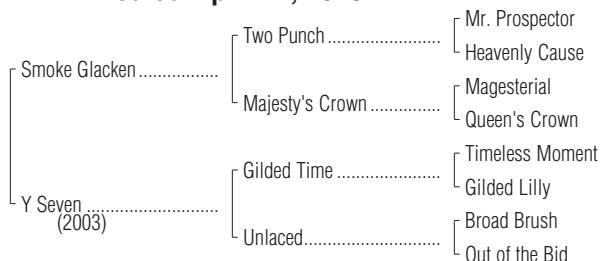 Mr. Prospector
Two Punch ............................
Heavenly Cause
Smoke Glacken ....................
Magesterial
Majesty's Crown .................
Queen's Crown
Timeless Moment
Gilded Time .........................
Gilded Lilly
Y Seven .................................
(2003)
Broad Brush
Unlaced..................................
Out of the Bid